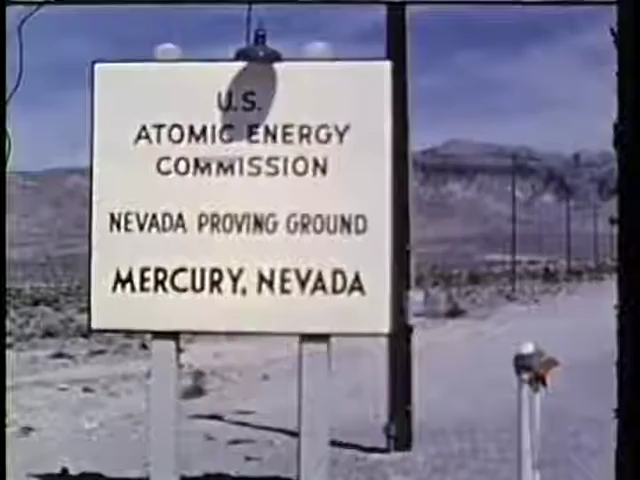 U.S.
ATOMIC ENERGY
COMMISSION
NEVADA PROVING GROUND
MERCURY, NEVADA